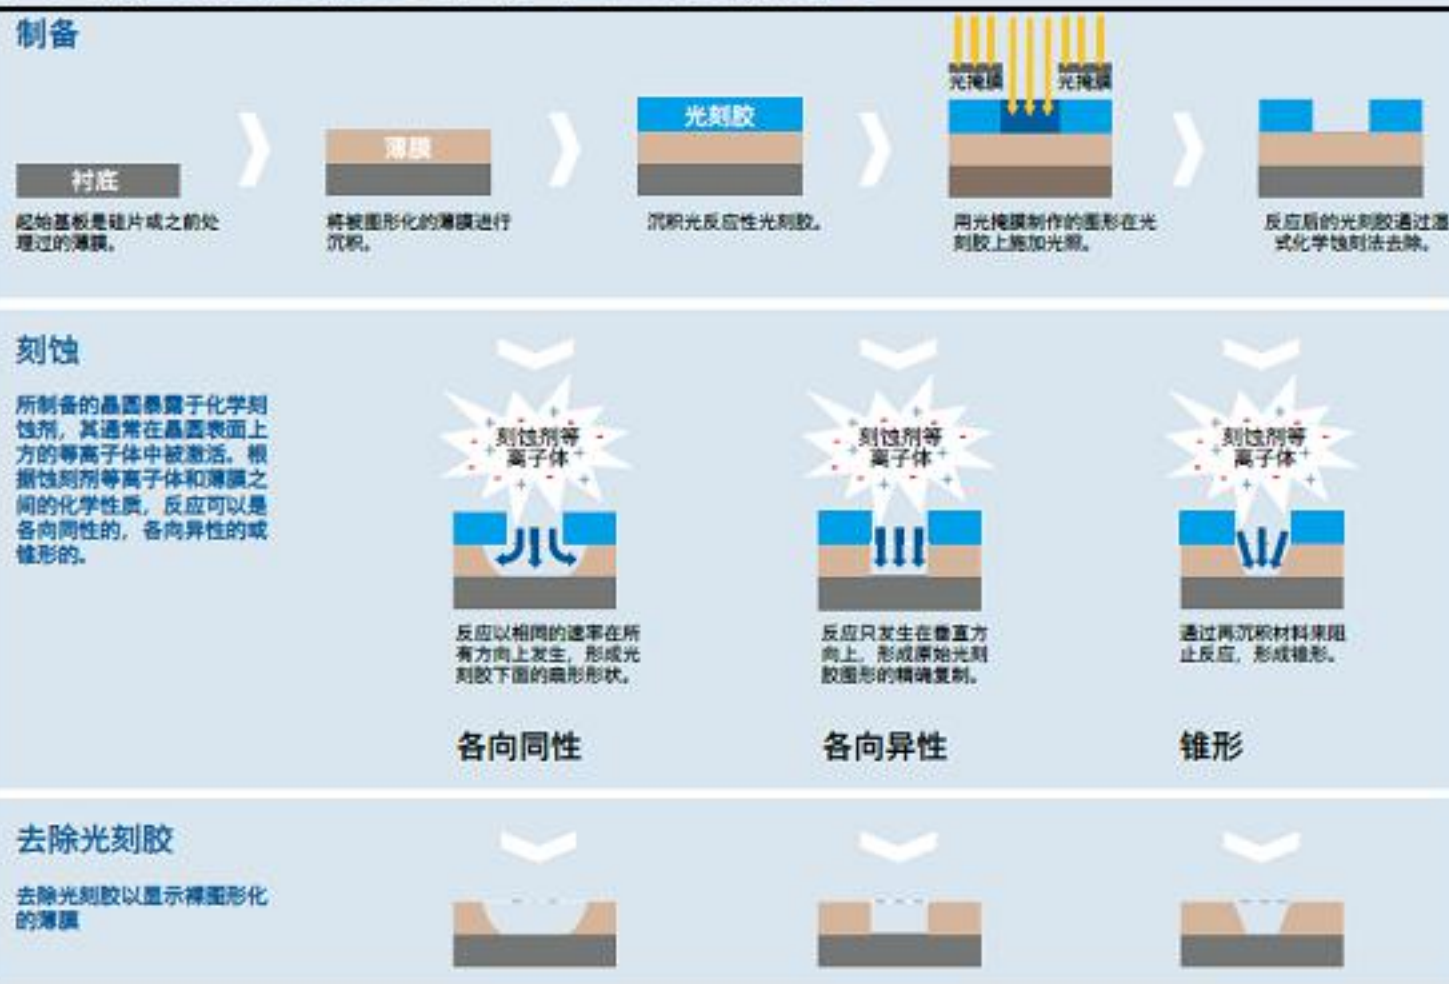 制备
光掩膜
光掩膜
光刻胶
薄膜
衬底
起始基板是硅片或之前处
理过的薄膜。
将被图形化的薄膜进行
沉积。
沉积光反应性光刻胶。
用光掩膜制作的图形在光
刻胶上施加光照。
反应后的光刻胶通过湿
式化学蚀刻法去除。
刻蚀
所制备的晶圆暴露于化学刻
蚀剂，其通常在晶圆表面上
方的等离子体中被激活。根
据蚀刻剂等离子体和薄膜之
间的化学性质，反应可以是
各向同性的，各向异性的或
锥形的。
刻蚀剂等
离子体
刻蚀剂等
离子体
刻蚀剂等
离子体
反应以相同的速率在所
有方向上发生，形成光
刻胶下面的扇形形状。
反应只发生在垂直方
向上，形成原始光刻
胶图形的精确复制。
通过再沉积材料来阻
止反应，形成锥形。
各向同性
各向异性
锥形
去除光刻胶
去除光刻胶以显示裸图形化
的薄膜